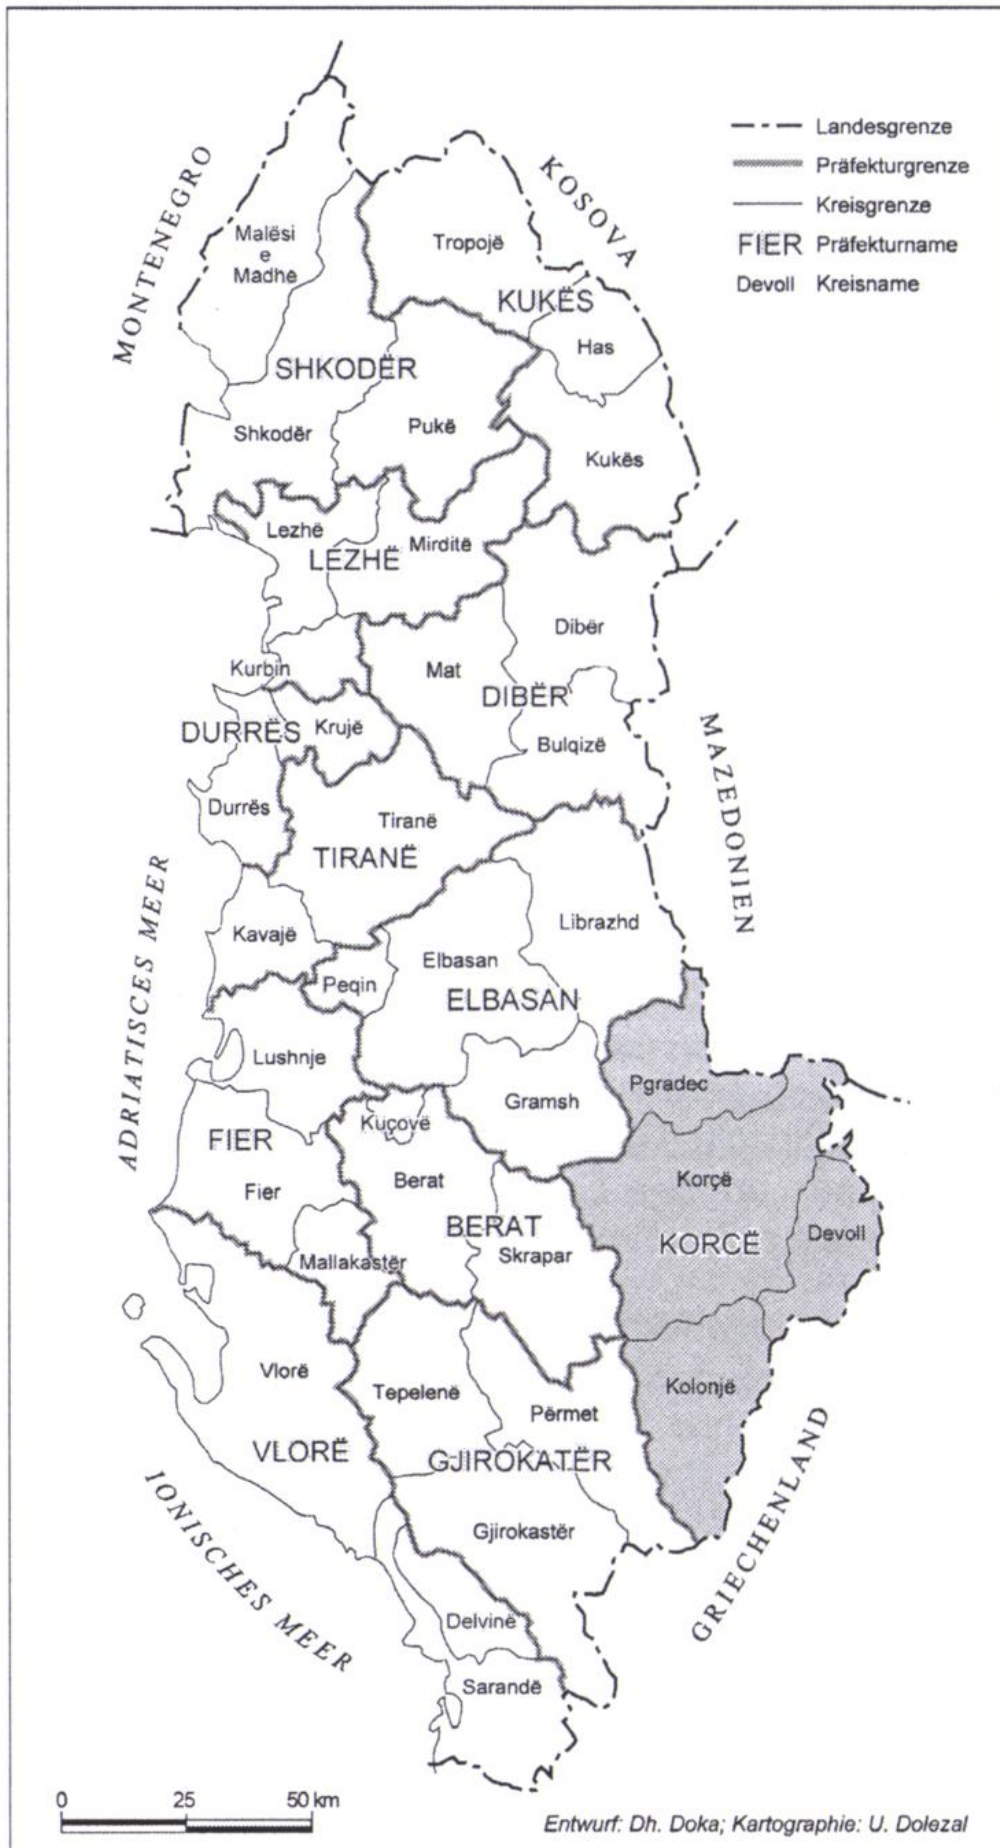 Landesgrenze
Präfekturgrenze
Kreisgrenze
FIER Präfekturname
Devoll Kreisname
MONTENEGRO
KOSOVA
Malësi
e
Madhe
Tropojë
KUKËS
Has
SHKODËR
Shkodër
Pukë
Kukës
Lezhë
LEZHË
Mirditë
Dibër
Kurbin
Mat
DIBËR
DURRËS
Krujë
Bulqizë
MAZEDONIEN
Durrës
Tiranë
TIRANË
ADRIATISCHES MEER
Kavajë
Librazhd
Elbasan
Peqin
ELBASAN
Lushnje
Pgradec
Gramsh
Kuçovë
FIER
Fier
Berat
Korçë
BERAT
Skrapar
KORCË
Devoll
Mallakastër
Vlorë
Tepelenë
Përmet
Kolonjë
VLORË
GJIROKATËR
Gjirokastër
IONISCHES MEER
GRIECHENLAND
Delvinë
Sarandë
0 25 50 km
Entwurf: Dh. Doka; Kartographie: U. Dolezal